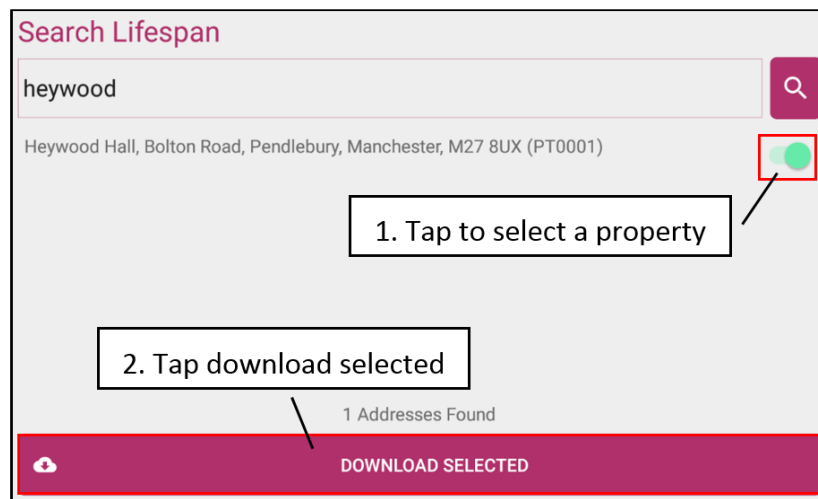 Search Lifespan
heywood
Heywood Hall, Bolton Road, Pendlebury, Manchester, M27 8UX (PT0001)
1. Tap to select a property
2. Tap download selected
1 Addresses Found
DOWNLOAD SELECTED